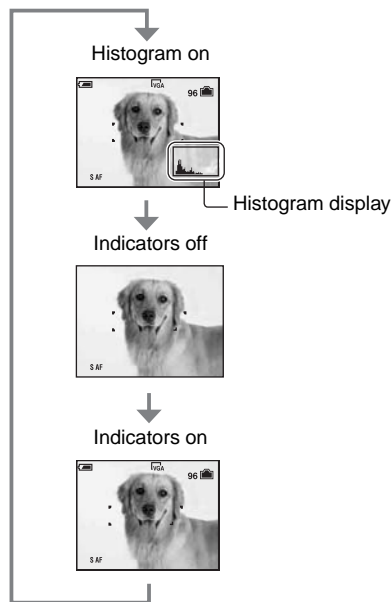 Histogram on
VGA
96
S AF
Histogram display
Indicators off
S AF
Indicators on
VGA
96
S AF